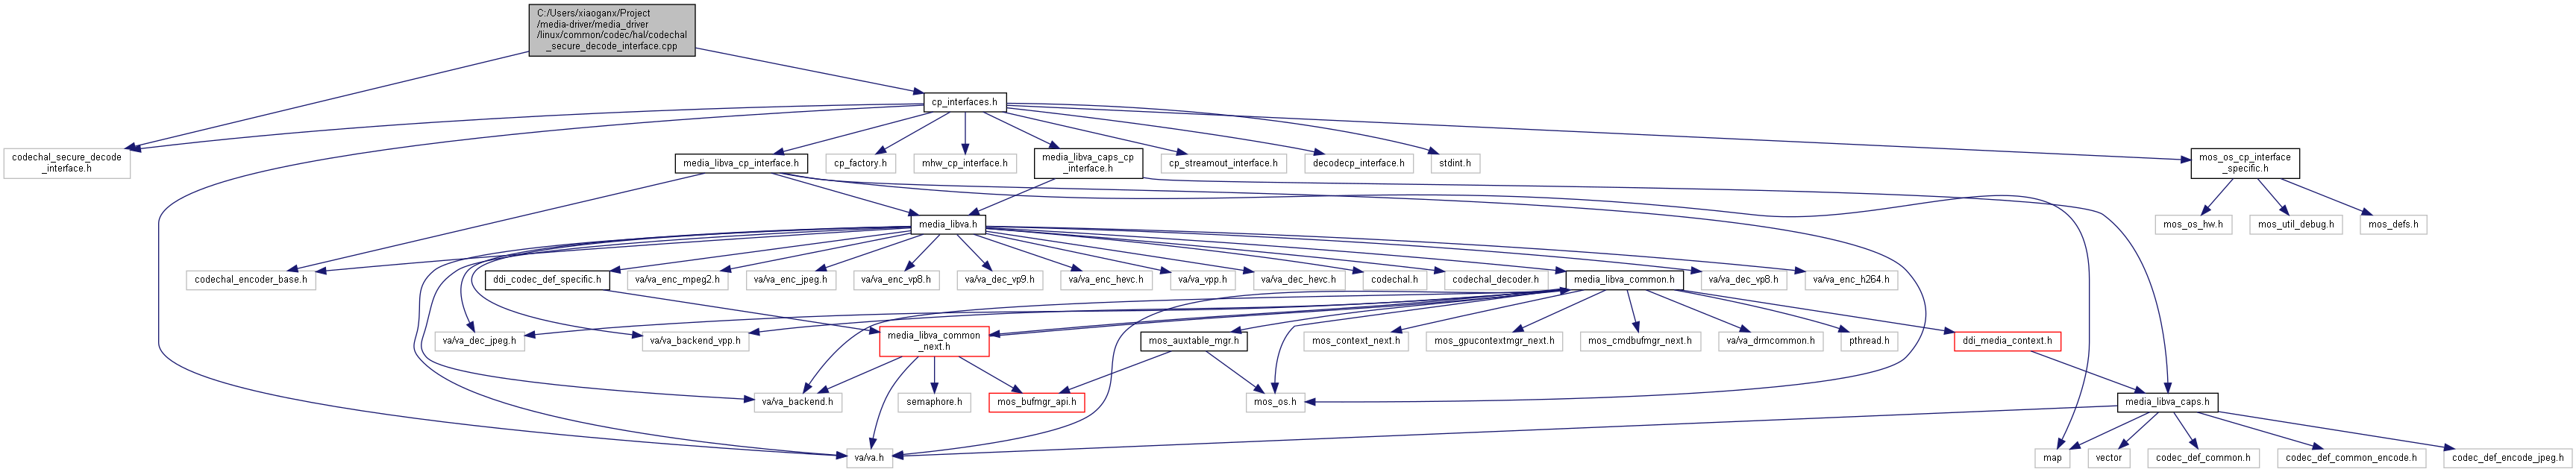 C:/Users/xiaoganx/Project
/media-driver/media_driver
/linux/common/codec/hal/codechal
_secure_decode_interface.cpp
cp_interfaces.h
codechal_secure_decode
_interface.h
media_libva_cp_interface.h
cp_factory.h
mhw_cp_interface.h
media_libva_caps_cp
_interface.h
cp_streamout_interface.h
decodecp_interface.h
stdint.h
mos_os_cp_interface
_specific.h
media_libva.h
mos_os_hw.h
mos_util_debug.h
mos_defs.h
codechal_encoder_base.h
ddi_codec_def_specific.h
va/va_enc_mpeg2.h
va/va_enc_jpeg.h
va/va_enc_vp8.h
va/va_dec_vp9.h
va/va_enc_hevc.h
va/va_vpp.h
va/va_dec_hevc.h
codechal.h
codechal_decoder.h
media_libva_common.h
va/va_dec_vp8.h
va/va_enc_h264.h
va/va_dec_jpeg.h
va/va_backend_vpp.h
media_libva_common
_next.h
mos_auxtable_mgr.h
mos_context_next.h
mos_gpucontextmgr_next.h
mos_cmdbufmgr_next.h
va/va_drmcommon.h
pthread.h
ddi_media_context.h
va/va_backend.h
semaphore.h
mos_bufmgr_api.h
mos_os.h
media_libva_caps.h
va/va.h
map
vector
codec_def_common.h
codec_def_common_encode.h
codec_def_encode_jpeg.h